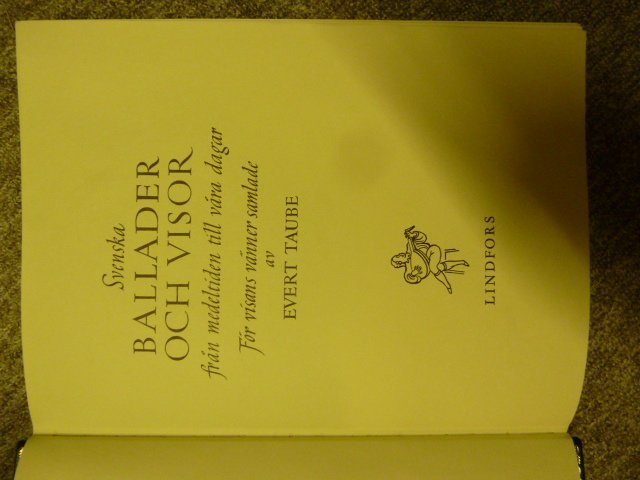 Svenska
BALLADER
OCH VISOR
från medeltiden till våra dagar
För visans vänner samlade
av
EVERT TAUBE
LINDFORS